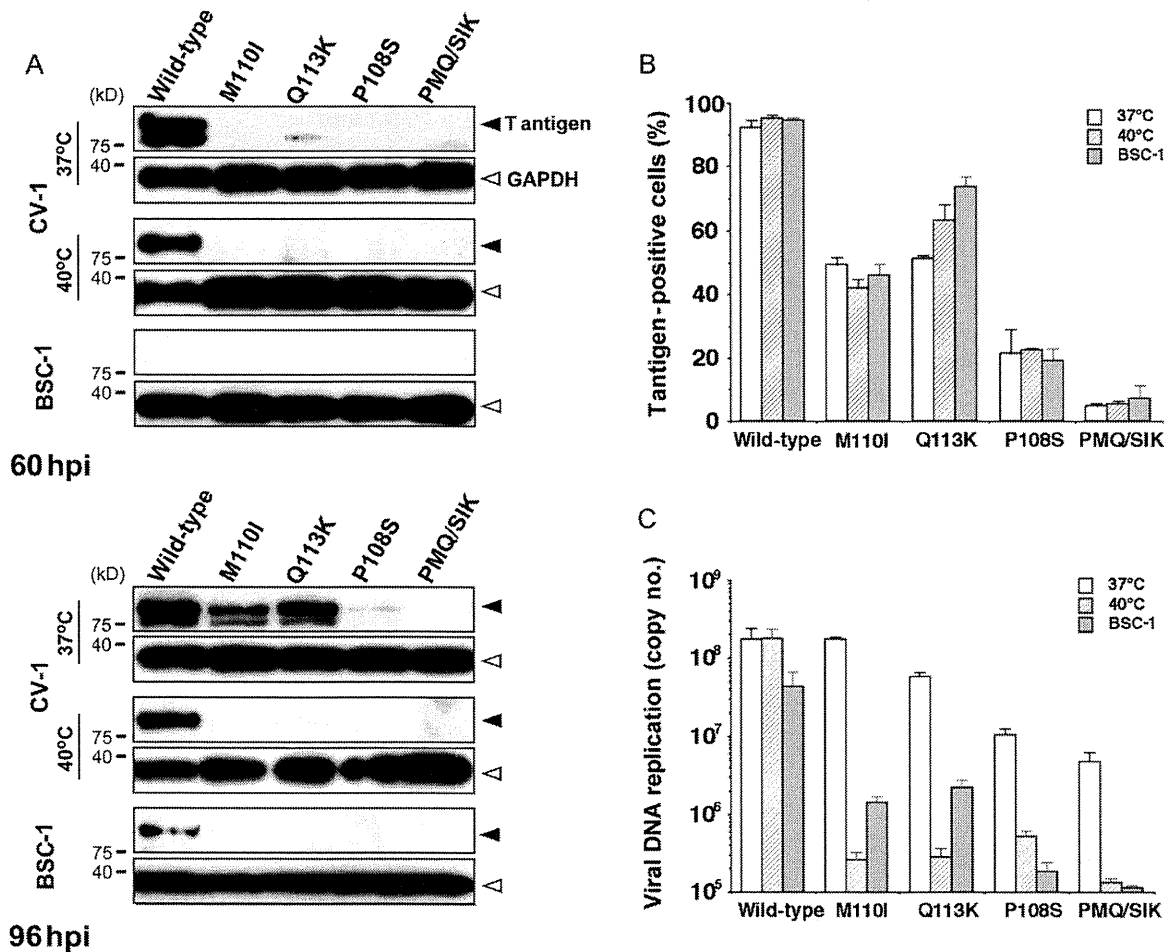 A
Wild-type M110I Q113K P108S PMQ/SIK
(kD)
CV-1
37°C
75
T antigen
40
GAPDH
40°C
75
40
BSC-1
75
40
60 hpi
Wild-type M110I Q113K P108S PMQ/SIK
(kD)
CV-1
37°C
75
40
40°C
75
40
BSC-1
75
40
96 hpi
B
Tantigen-positive cells (%)
100
80
60
40
20
0
37°C
40°C
BSC-1
Wild-type M110I Q113K P108S PMQ/SIK
C
Viral DNA replication (copy no.)
10⁹
10⁸
10⁷
10⁶
10⁵
37°C
40°C
BSC-1
Wild-type M110I Q113K P108S PMQ/SIK